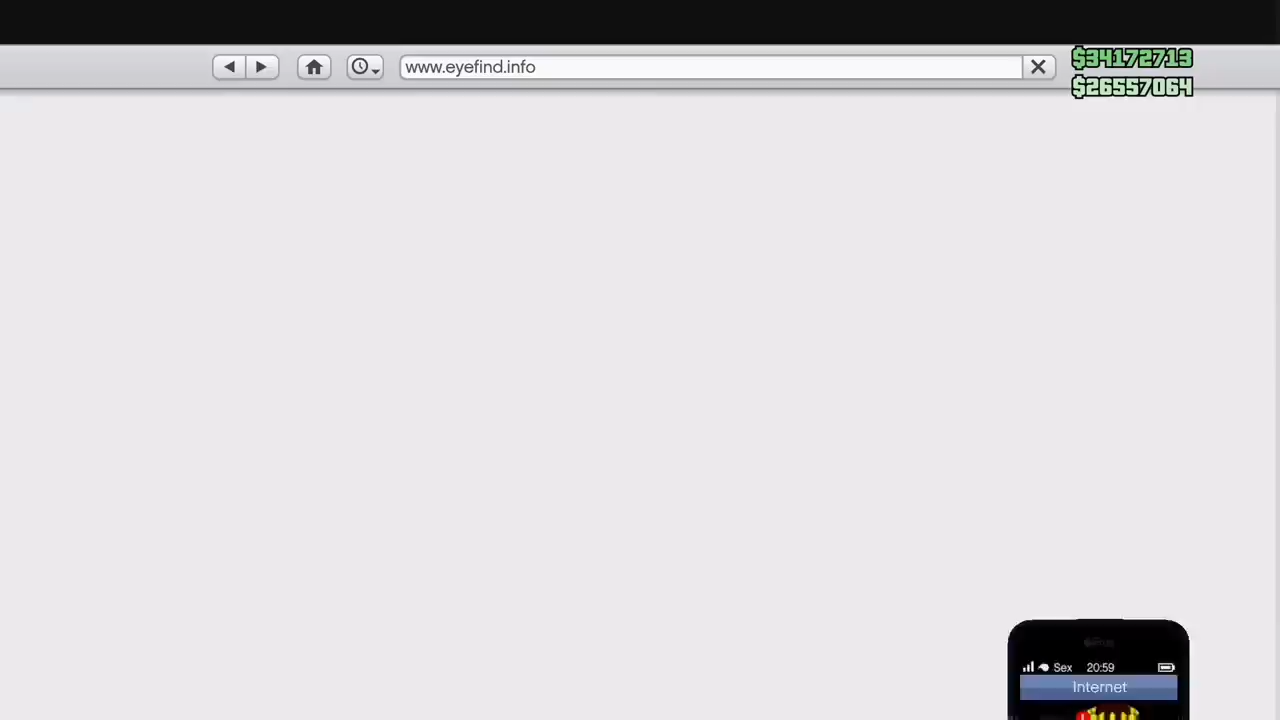 www.eyefind.info
$34172713
$26557064
Sex 20:59
Internet